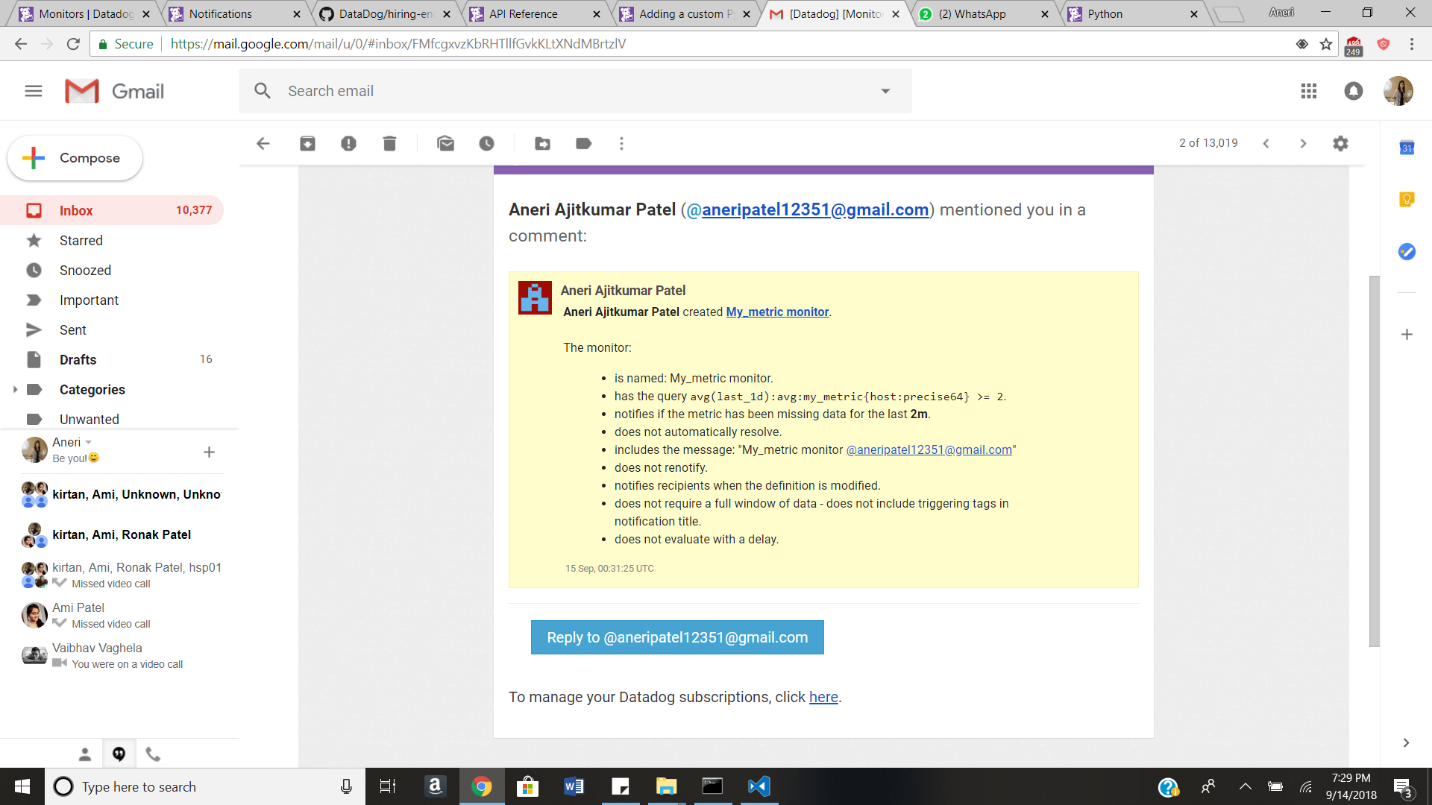 Monitors | Datadog
Notifications
DataDog/hiring-en
API Reference
Adding a custom P
[Datadog] [Monito
(2) WhatsApp
Python
Aneri
Secure
https://mail.google.com/mail/u/0/#inbox/FMfcgxvzKbRHTllfGvkKLtXNdMBrtzlV
249
Gmail
Search email
Compose
2 of 13,019
31
Inbox 10,377
Starred
Snoozed
Important
Sent
Drafts 16
Categories
Unwanted
Aneri
Be you!😀
kirtan, Ami, Unknown, Unkno
kirtan, Ami, Ronak Patel
kirtan, Ami, Ronak Patel, hsp01
Missed video call
Ami Patel
Missed video call
Vaibhav Vaghela
You were on a video call
Aneri Ajitkumar Patel (@aneripatel12351@gmail.com) mentioned you in a
comment:
Aneri Ajitkumar Patel
Aneri Ajitkumar Patel created My_metric monitor.
The monitor:
• is named: My_metric monitor.
• has the query avg(last_1d):avg:my_metric{host:precise64} >= 2.
• notifies if the metric has been missing data for the last 2m.
• does not automatically resolve.
• includes the message: "My_metric monitor @aneripatel12351@gmail.com"
• does not renotify.
• notifies recipients when the definition is modified.
• does not require a full window of data - does not include triggering tags in
notification title.
• does not evaluate with a delay.
15 Sep, 00:31:25 UTC
Reply to @aneripatel12351@gmail.com
To manage your Datadog subscriptions, click here.
Type here to search
7:29 PM
9/14/2018
3